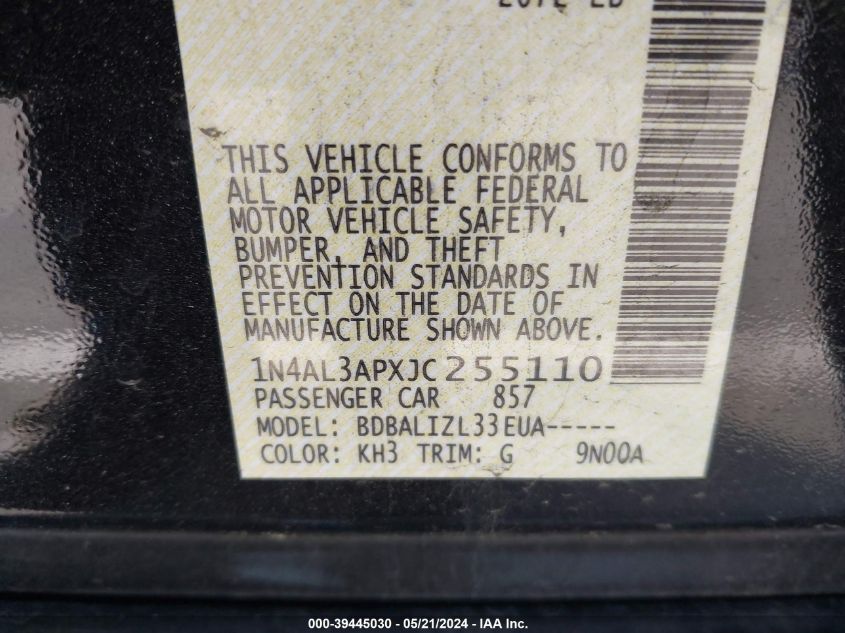 THIS VEHICLE CONFORMS TO
ALL APPLICABLE FEDERAL
MOTOR VEHICLE SAFETY,
BUMPER, AND THEFT
PREVENTION STANDARDS IN
EFFECT ON THE DATE OF
MANUFACTURE SHOWN ABOVE.
1N4AL3APXJC255110
PASSENGER CAR 857
MODEL: BDBALIZL33EUA-----
COLOR: KH3 TRIM: G 9N00A
000-39445030 - 05/21/2024 - IAA Inc.